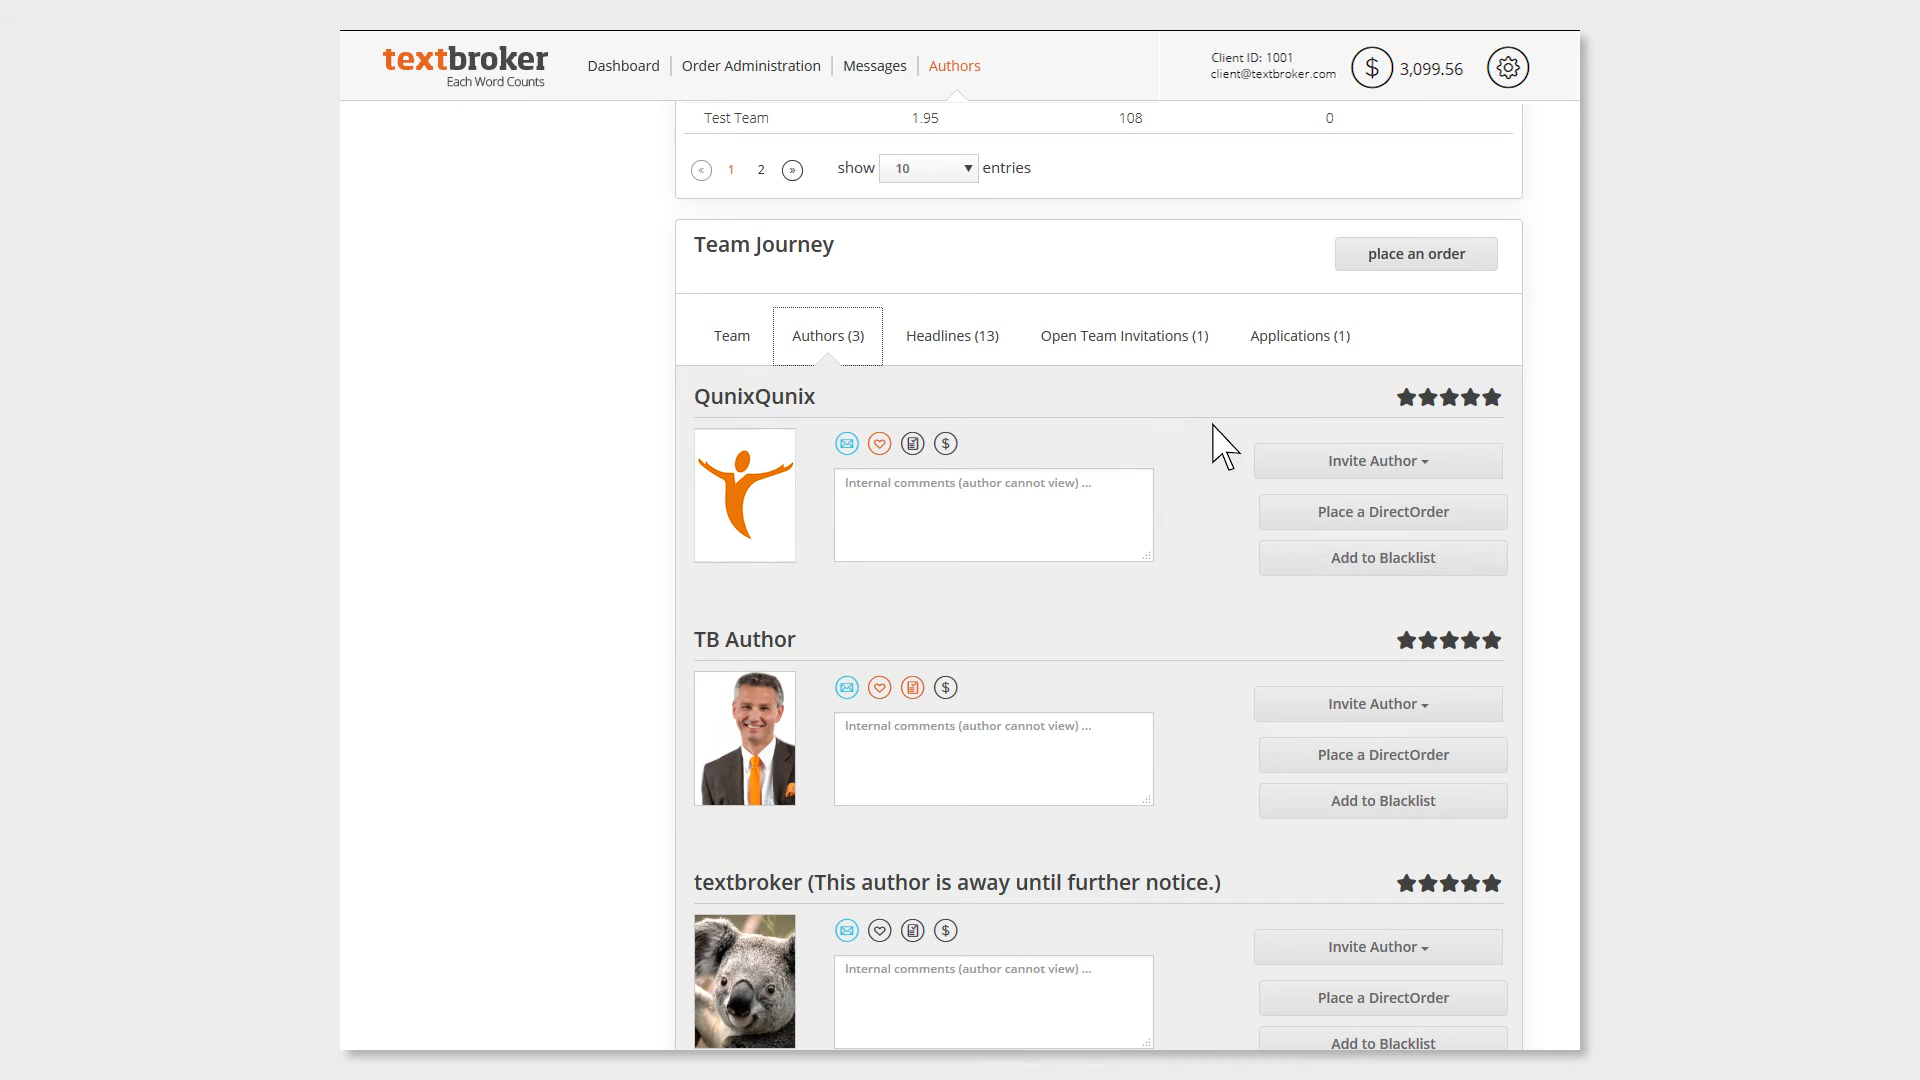 textbroker
Each Word Counts
Dashboard
Order Administration
Messages
Authors
Client ID: 1001
client@textbroker.com
$
3,099.56
Test Team 1.95 108 0
« 1 2 » show 10 entries
Team Journey
place an order
Team
Authors (3)
Headlines (13)
Open Team Invitations (1)
Applications (1)
QunixQunix
$
Internal comments (author cannot view) ...
Invite Author
Place a DirectOrder
Add to Blacklist
TB Author
$
Internal comments (author cannot view) ...
Invite Author
Place a DirectOrder
Add to Blacklist
textbroker (This author is away until further notice.)
$
Internal comments (author cannot view) ...
Invite Author
Place a DirectOrder
Add to Blacklist